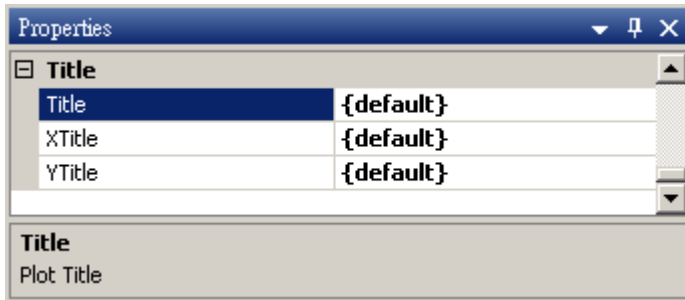 Properties
Title
Title {default}
XTitle {default}
YTitle {default}
Title
Plot Title